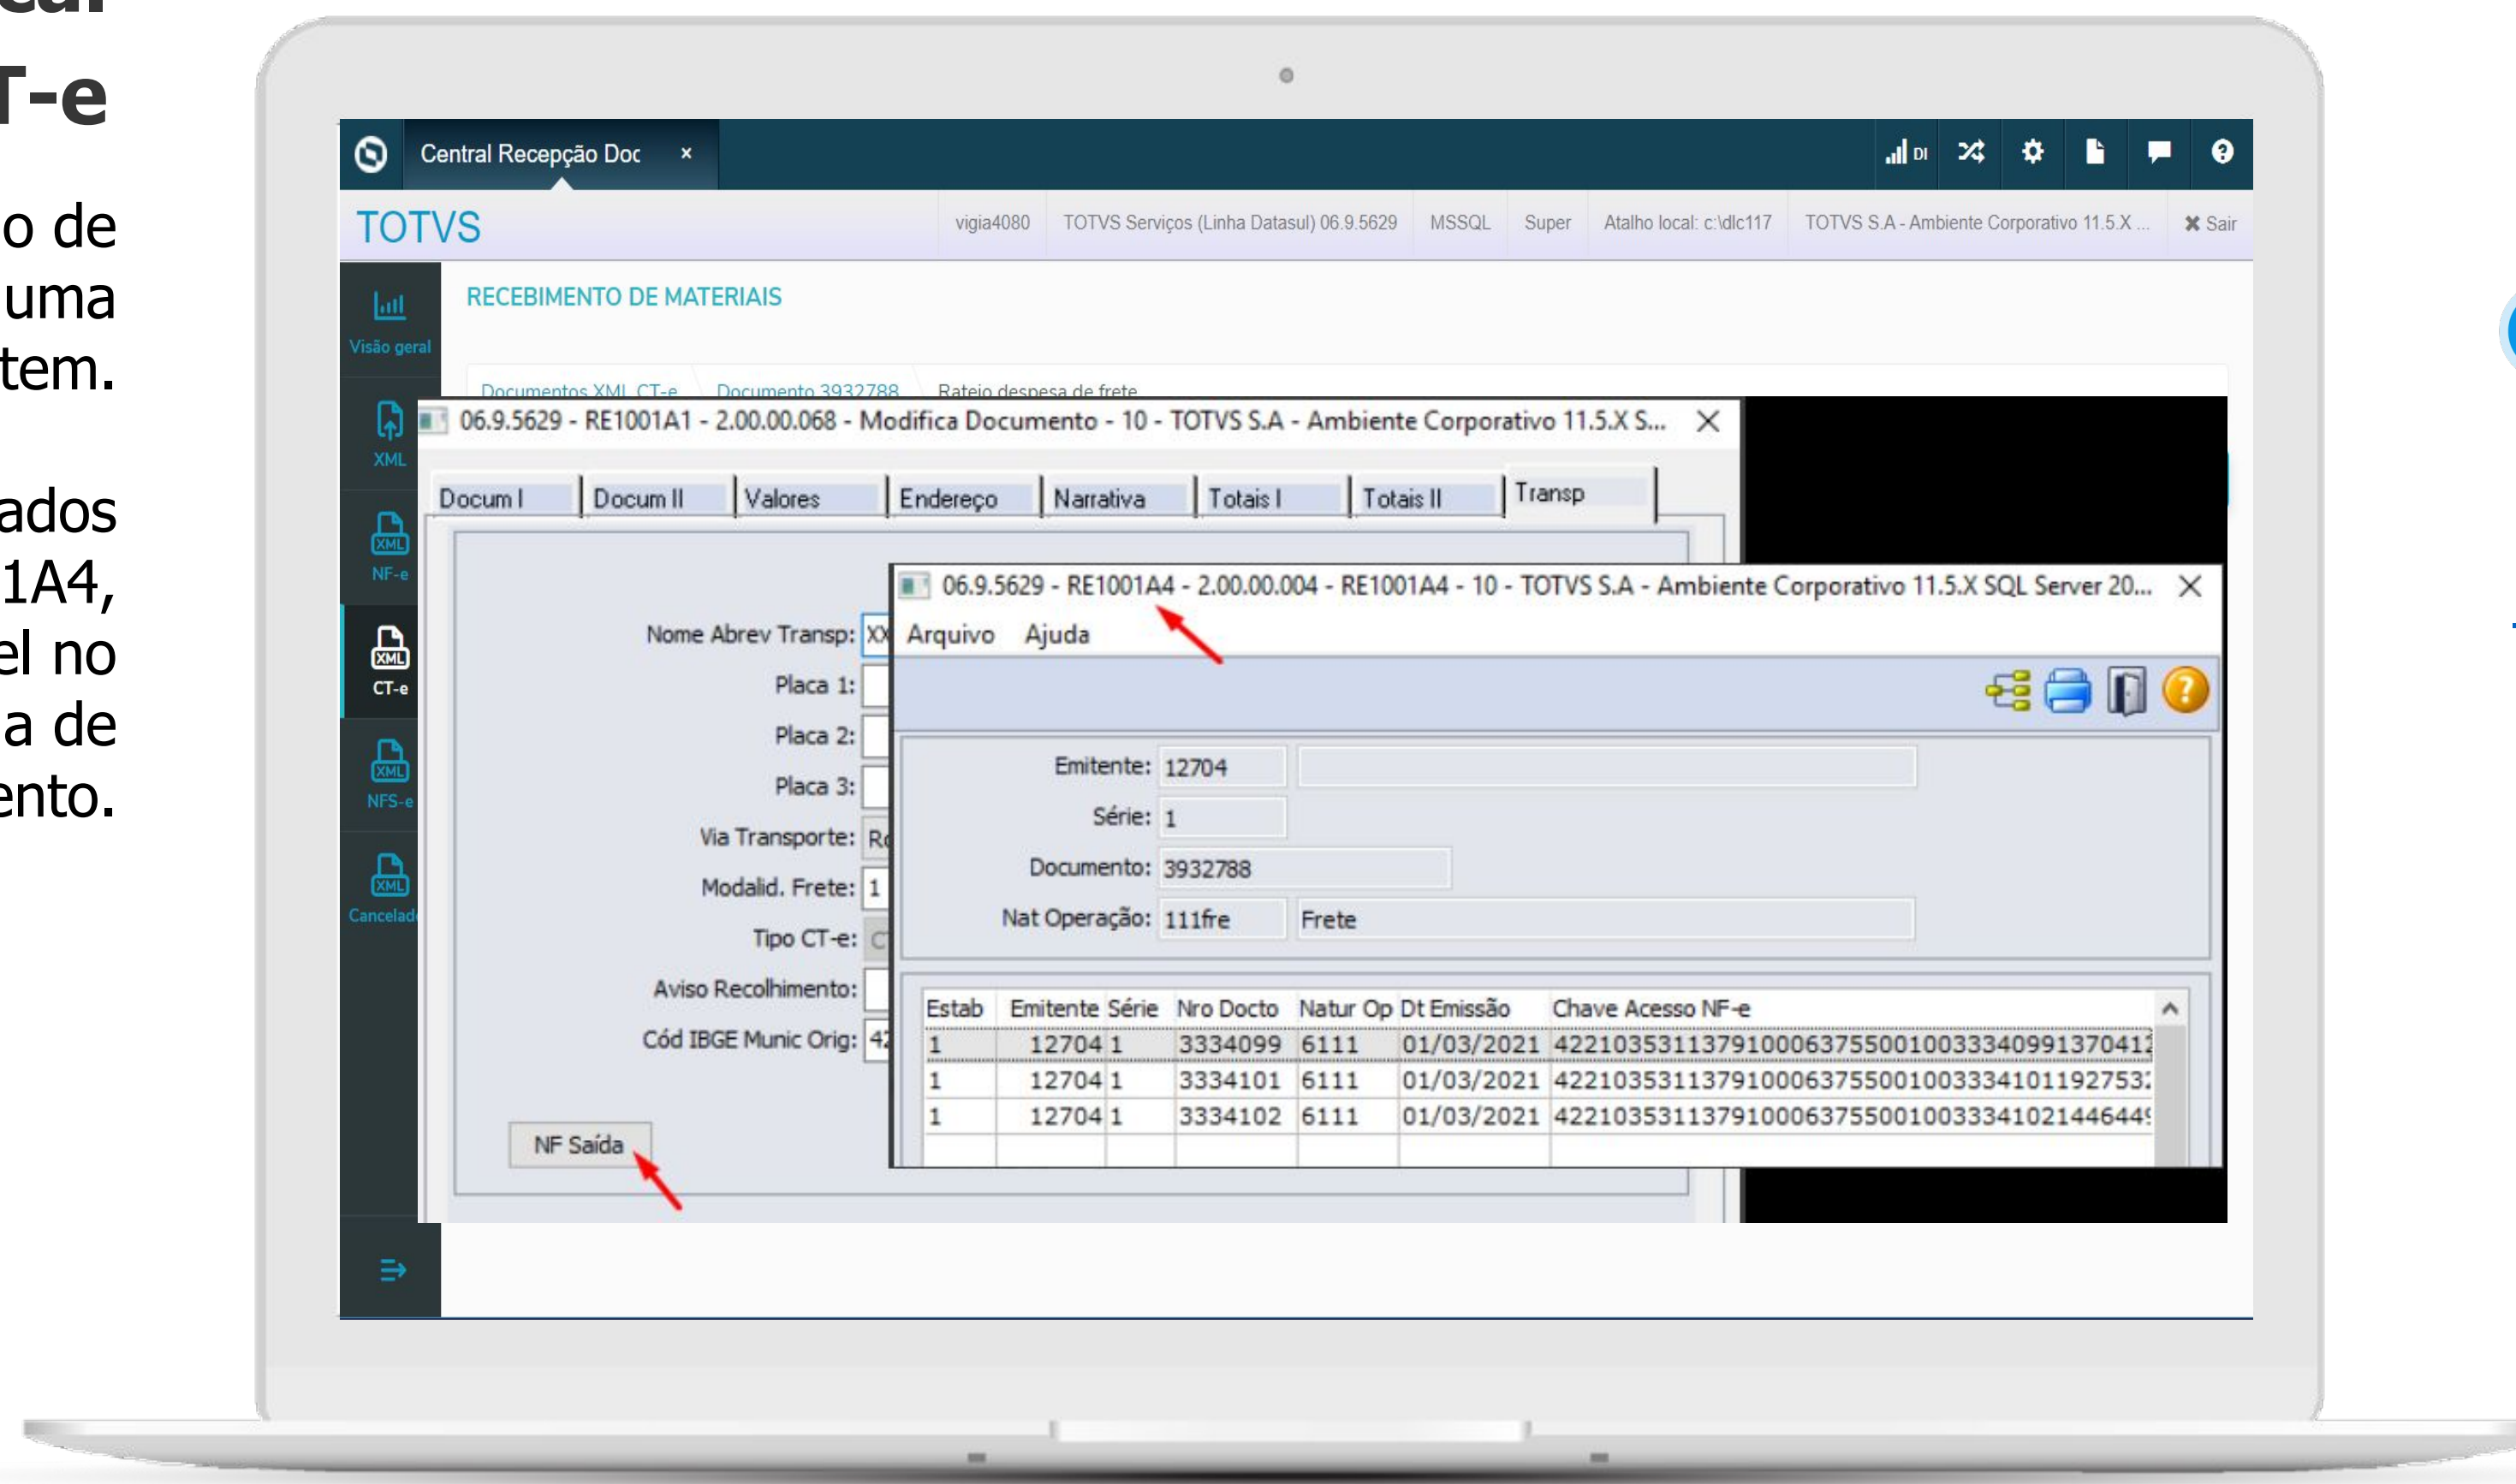 T-e
o de
uma
tem.
ados
1A4,
el no
a de
ento.
Central Recepção Doc ×
DI
TOTVS
vigia4080 TOTVS Serviços (Linha Datasul) 06.9.5629 MSSQL Super Atalho local: c:\dlc117 TOTVS S.A - Ambiente Corporativo 11.5.X ... Sair
RECEBIMENTO DE MATERIAIS
Visão geral
XML
NF-e
CT-e
NFS-e
Cancelad
Documentos XML CT-e Documento 3932788 Rateio despesa de frete
06.9.5629 - RE1001A1 - 2.00.00.068 - Modifica Documento - 10 - TOTVS S.A - Ambiente Corporativo 11.5.X S...
Docum I Docum II Valores Endereço Narrativa Totais I Totais II Transp
Nome Abrev Transp: XX
Placa 1:
Placa 2:
Placa 3:
Via Transporte: Ro
Modalid. Frete: 1
Tipo CT-e: C
Aviso Recolhimento:
Cód IBGE Munic Orig: 42
NF Saída
06.9.5629 - RE1001A4 - 2.00.00.004 - RE1001A4 - 10 - TOTVS S.A - Ambiente Corporativo 11.5.X SQL Server 20...
Arquivo Ajuda
Emitente: 12704
Série: 1
Documento: 3932788
Nat Operação: 111fre Frete
Estab Emitente Série Nro Docto Natur Op Dt Emissão Chave Acesso NF-e
1 12704 1 3334099 6111 01/03/2021 42210353113791000637550010033340991370412
1 12704 1 3334101 6111 01/03/2021 42210353113791000637550010033341011927532
1 12704 1 3334102 6111 01/03/2021 42210353113791000637550010033341021446449